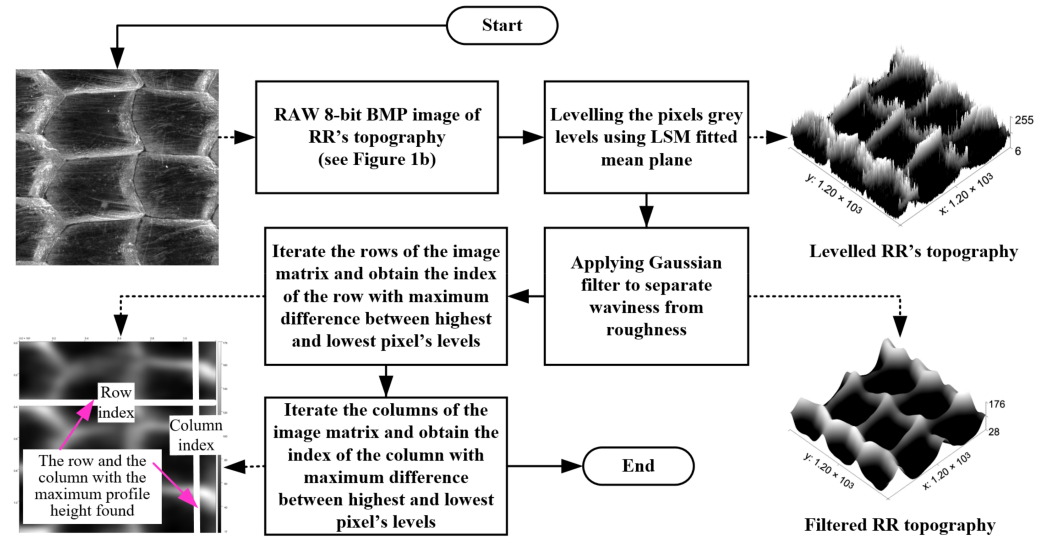 Start
RAW 8-bit BMP image of
RR's topography
(see Figure 1b)
Levelling the pixels grey
levels using LSM fitted
mean plane
255
6
y: 1.20 × 10³
x: 1.20 × 10³
Levelled RR's topography
Iterate the rows of the image
matrix and obtain the index
of the row with maximum
difference between highest
and lowest pixel's levels
Applying Gaussian
filter to separate
waviness from
roughness
176
28
y: 1.20 × 10³
x: 1.20 × 10³
Filtered RR topography
Row
index
Column
index
The row and the
column with the
maximum profile
height found
Iterate the columns of the
image matrix and obtain the
index of the column with
maximum difference
between highest and lowest
pixel's levels
End